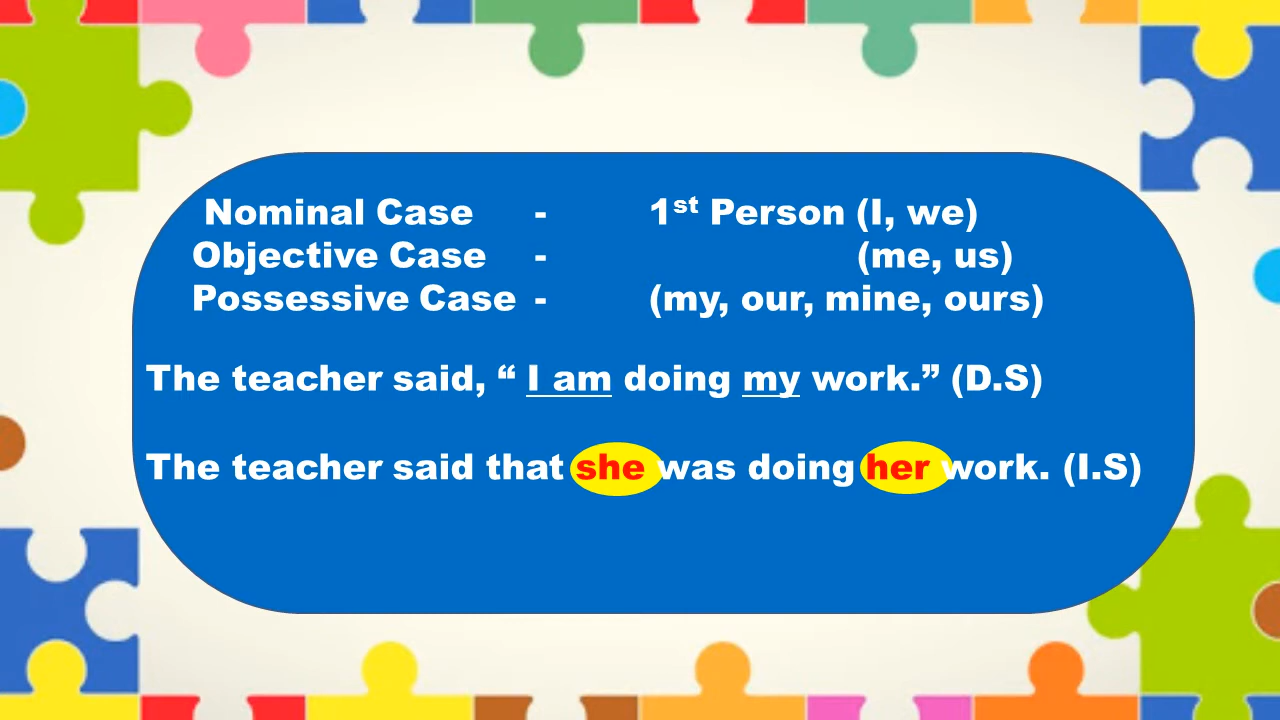 Nominal Case - 1st Person (I, we)
Objective Case - (me, us)
Possessive Case - (my, our, mine, ours)
The teacher said, “ I am doing my work.” (D.S)
The teacher said that she was doing her work. (I.S)